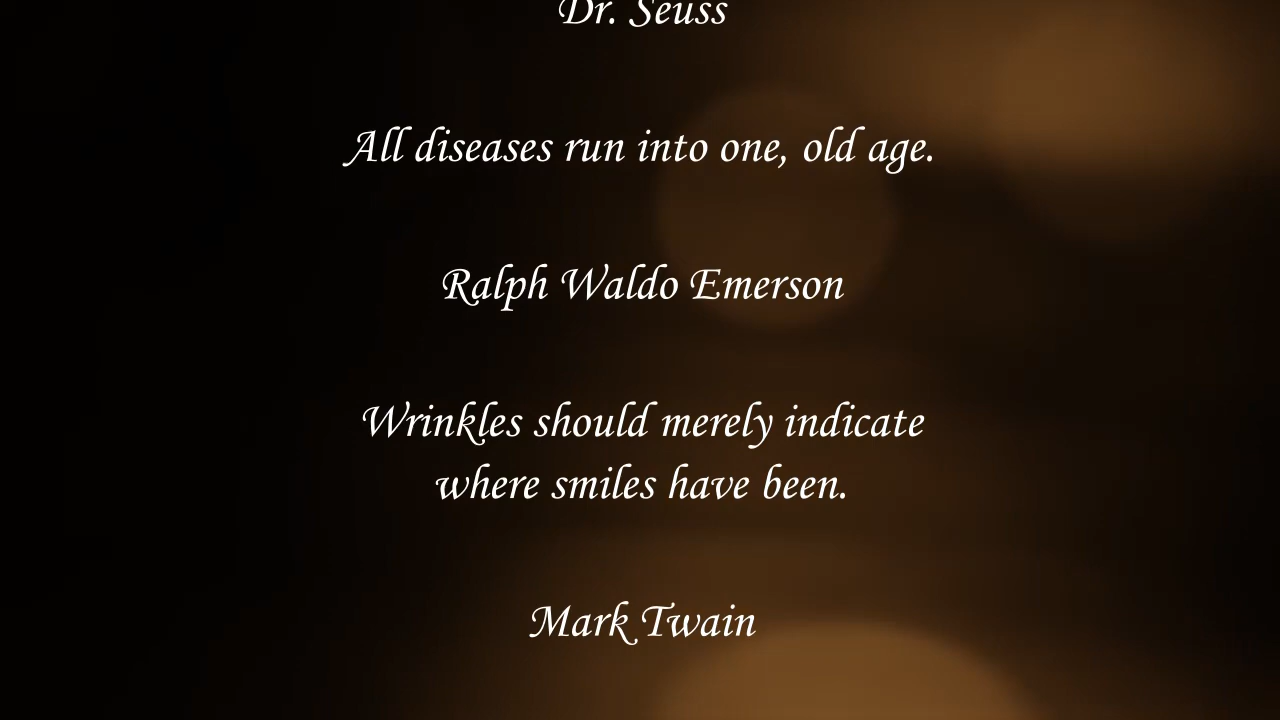 Dr. Seuss
All diseases run into one, old age.
Ralph Waldo Emerson
Wrinkles should merely indicate
where smiles have been.
Mark Twain